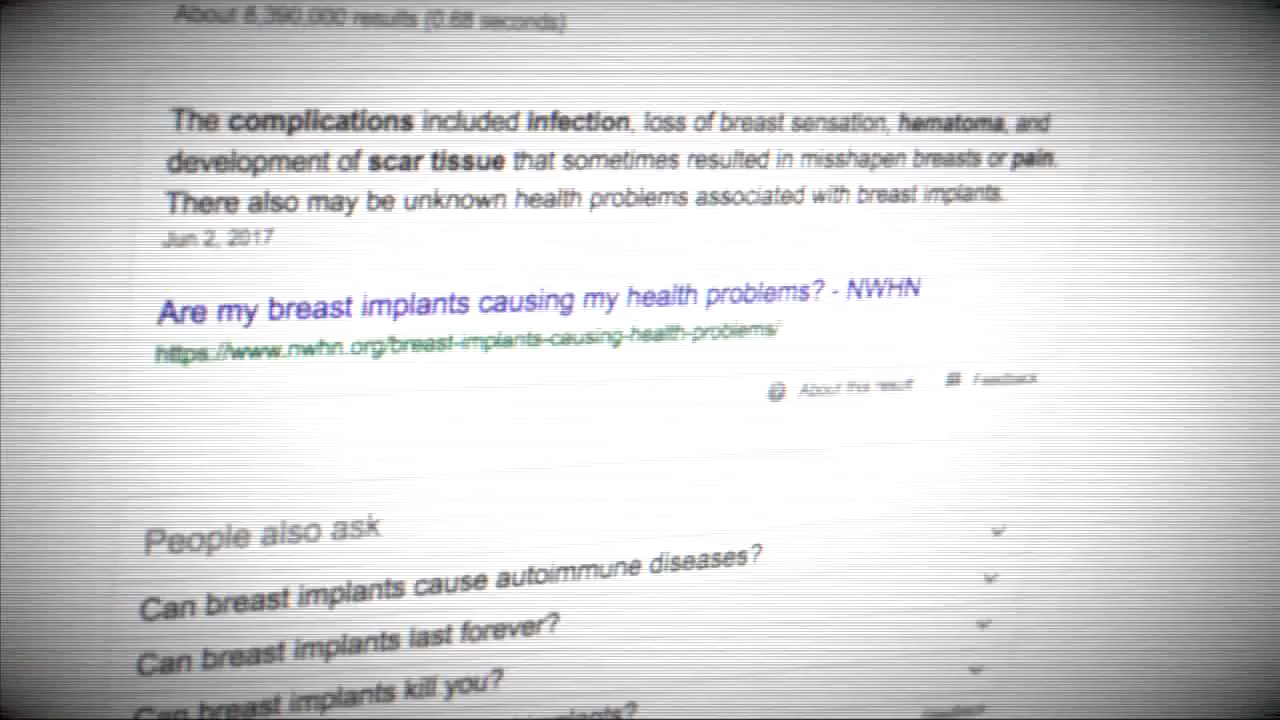 About 8,390,000 results (0.68 seconds)
The complications included infection, loss of breast sensation, hematoma, and
development of scar tissue that sometimes resulted in misshapen breasts or pain.
There also may be unknown health problems associated with breast implants.
Jun 2, 2017
Are my breast implants causing my health problems? - NWHN
https://www.nwhn.org/breast-implants-causing-health-problems/
About this result Feedback
People also ask
Can breast implants cause autoimmune diseases?
Can breast implants last forever?
Can breast implants kill you?
implants?
Feedback